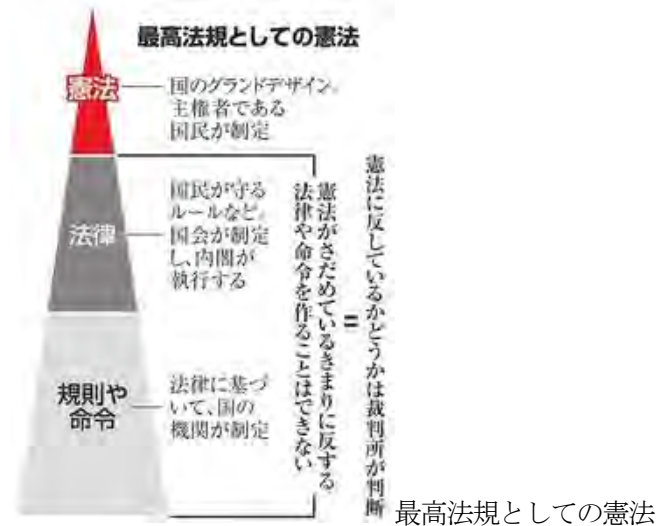 最高法規としての憲法
憲法
国のグランドデザイン。
主権者である
国民が制定
法律
国民が守る
ルールなど。
国会が制定
し、内閣が
執行する
規則や
命令
法律に基づ
いて、国の
機関が制定
憲法がさだめているきまりに反する
法律や命令を作ることはできない
=
憲法に反しているかどうかは裁判所が判断
最高法規としての憲法